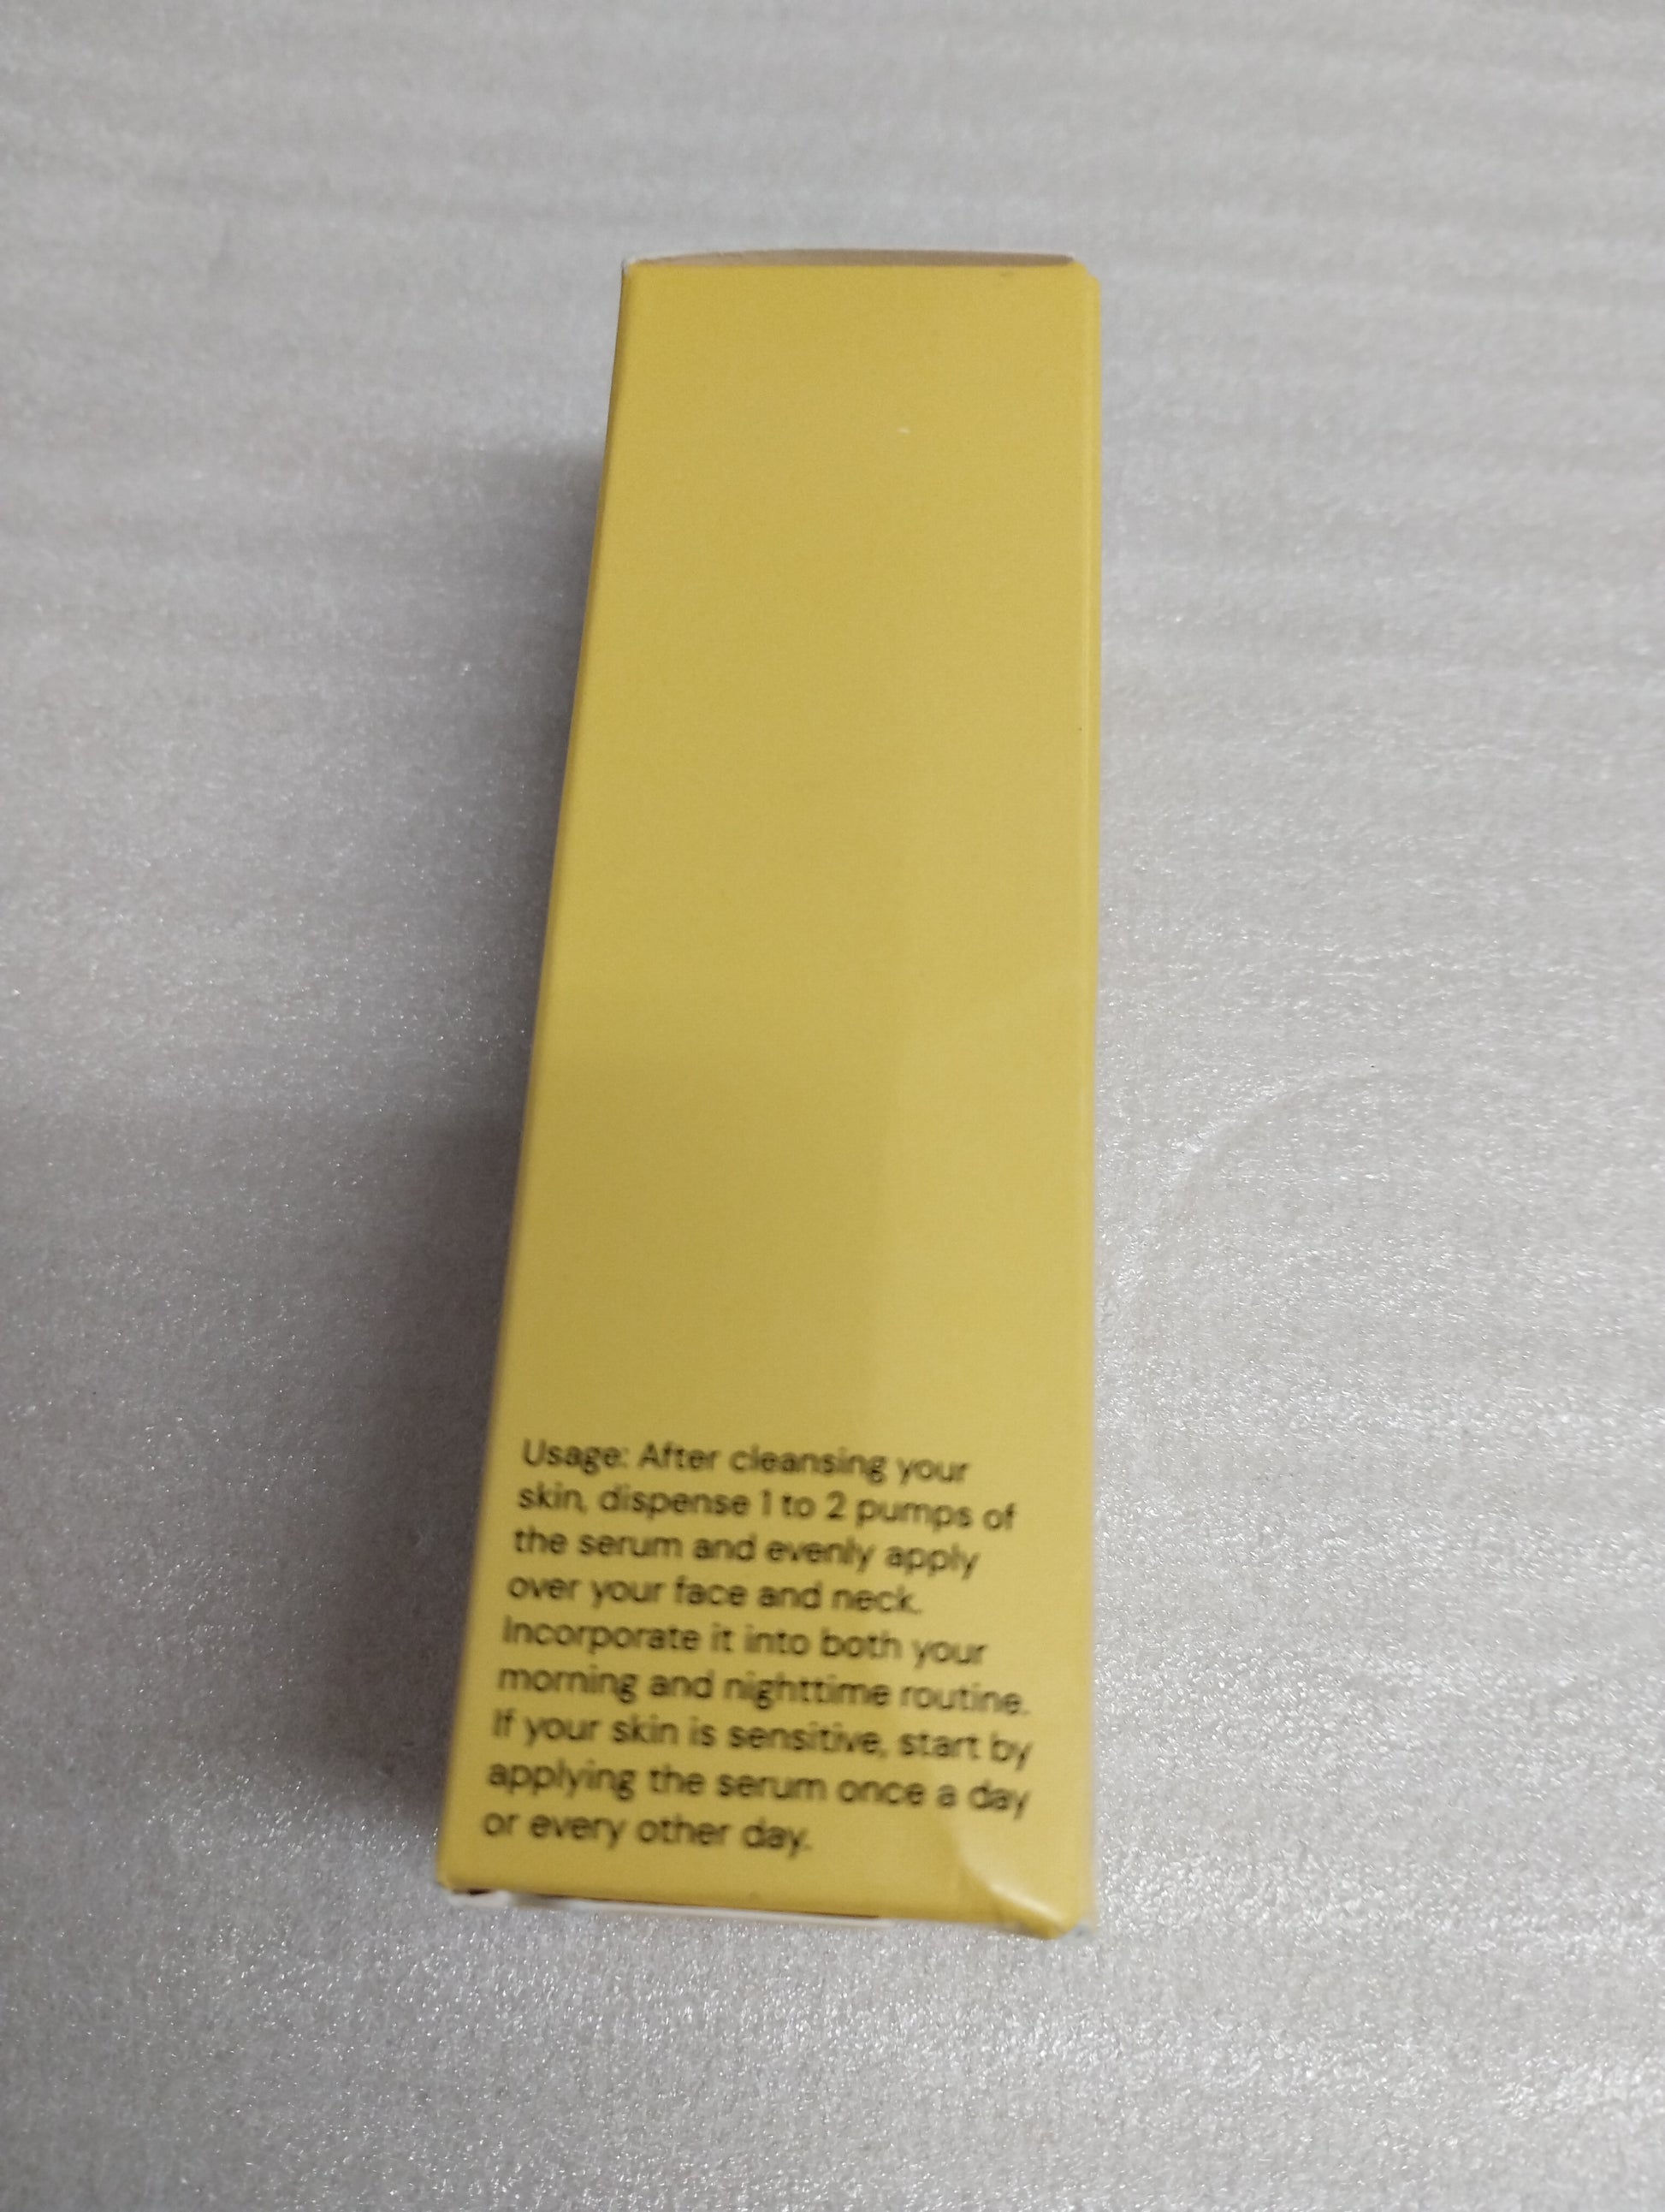 Usage: After cleansing your
skin, dispense 1 to 2 pumps of
the serum and evenly apply
over your face and neck.
Incorporate it into both your
morning and nighttime routine.
If your skin is sensitive, start by
applying the serum once a day
or every other day.